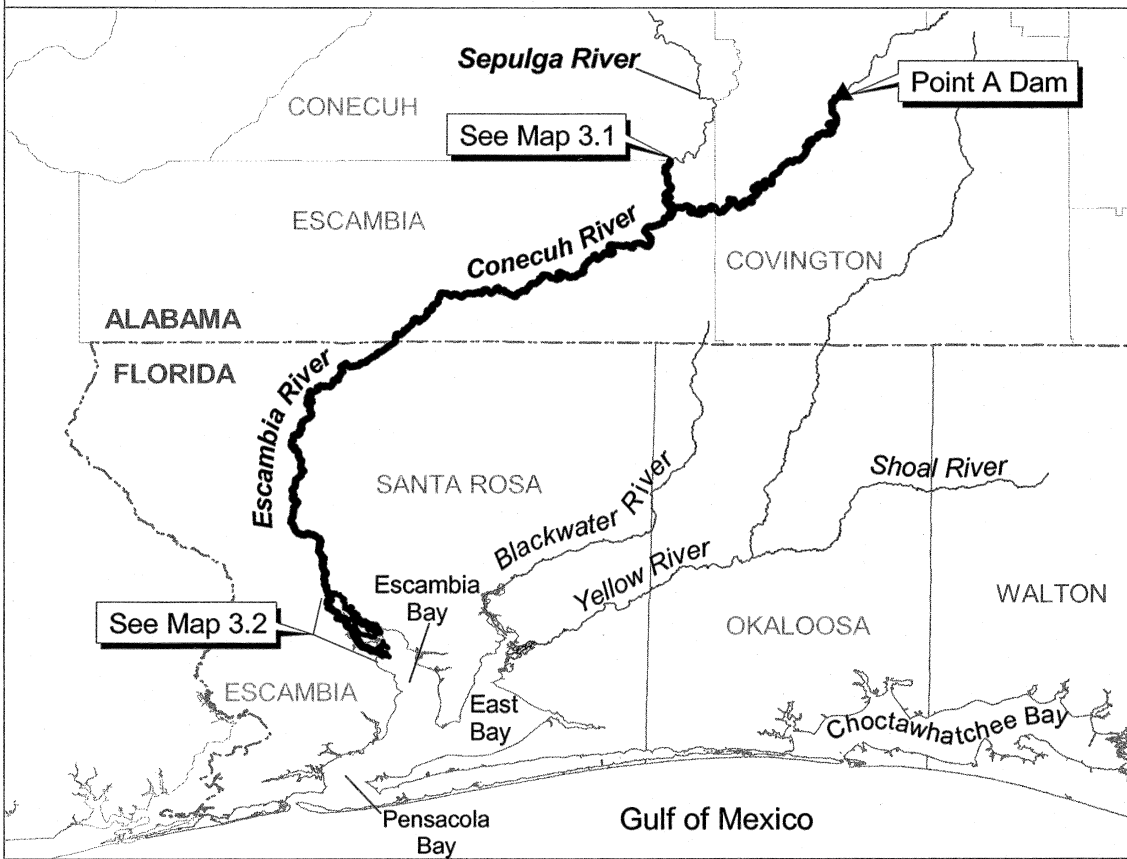 Sepulga River
Point A Dam
CONECUH
See Map 3.1
ESCAMBIA
Conecuh River
COVINGTON
ALABAMA
FLORIDA
Escambia River
Shoal River
SANTA ROSA
Blackwater River
Yellow River
Escambia
Bay
WALTON
See Map 3.2
OKALOOSA
ESCAMBIA
East
Bay
Choctawhatchee Bay
Pensacola
Bay
Gulf of Mexico